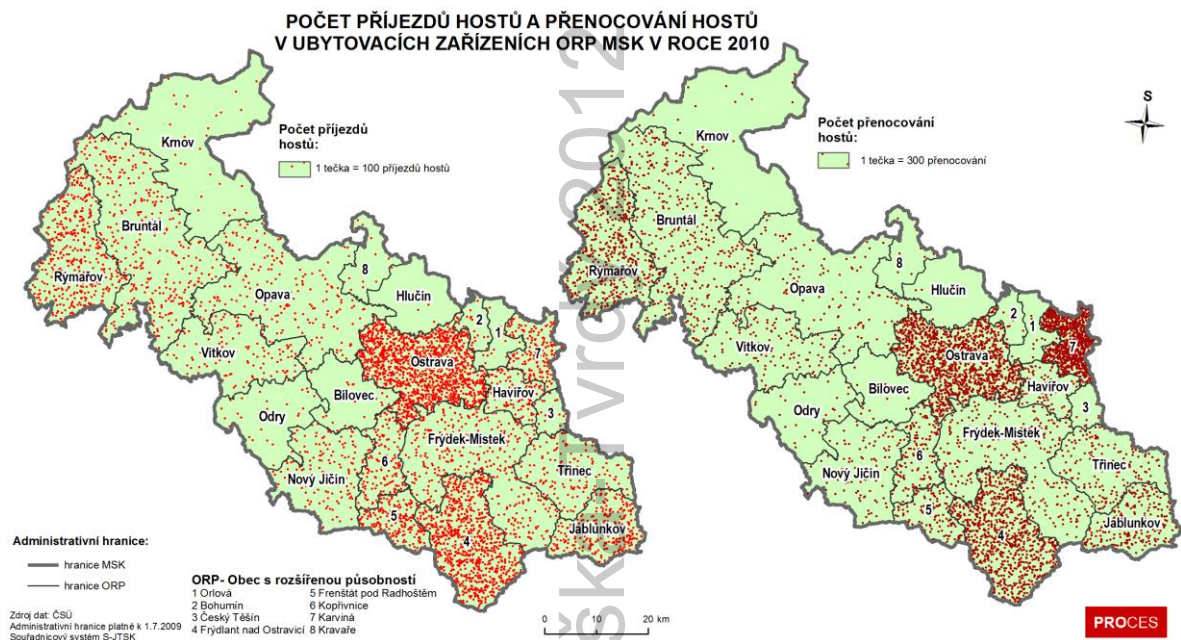 POČET PŘÍJEZDŮ HOSTŮ A PŘENOCOVÁNÍ HOSTŮ
V UBYTOVACÍCH ZAŘÍZENÍCH ORP MSK V ROCE 2010
Počet příjezdů
hostů:
1 tečka = 100 příjezdů hostů
Krnov
Bruntál
Rýmařov
Opava
8
Hlučín
2
1
7
Vítkov
Ostrava
Havířov
Bílovec
3
Odry
Frýdek-Místek
6
Nový Jičín
Třinec
5
4
Jablunkov
Počet přenocování
hostů:
1 tečka = 300 přenocování
S
Krnov
Bruntál
Rýmařov
Opava
8
Hlučín
2
1
7
Vítkov
Ostrava
Havířov
Bílovec
3
Odry
Frýdek-Místek
6
Nový Jičín
Třinec
5
4
Jablunkov
Administrativní hranice:
hranice MSK
hranice ORP
Zdroj dat: ČSÚ
Administrativní hranice platné k 1.7.2009
Souřadnicový systém S-JTSK
ORP- Obec s rozšířenou působností
1 Orlová
2 Bohumín
3 Český Těšín
4 Frýdlant nad Ostravicí
5 Frenštát pod Radhoštěm
6 Kopřivnice
7 Karviná
8 Kravaře
0 10 20 km
PROCES